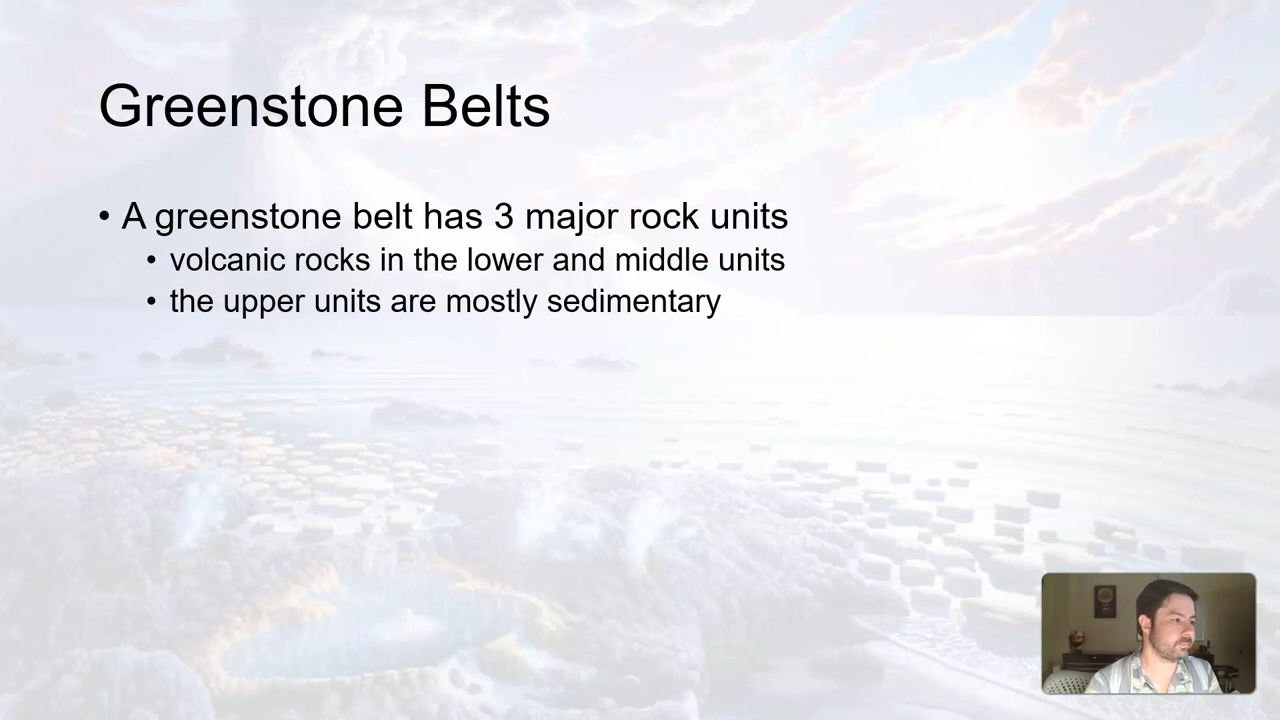 Greenstone Belts
• A greenstone belt has 3 major rock units
• volcanic rocks in the lower and middle units
• the upper units are mostly sedimentary